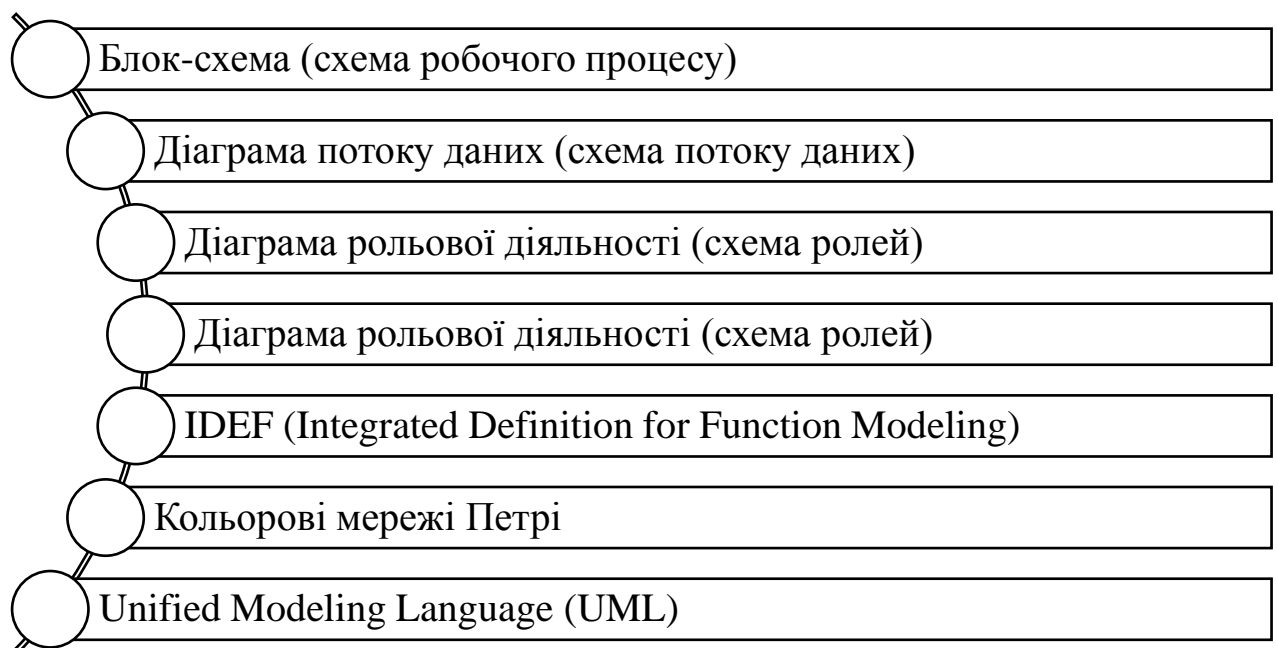 Блок-схема (схема робочого процесу)
Діаграма потоку даних (схема потоку даних)
Діаграма рольової діяльності (схема ролей)
Діаграма рольової діяльності (схема ролей)
IDEF (Integrated Definition for Function Modeling)
Кольорові мережі Петрі
Unified Modeling Language (UML)